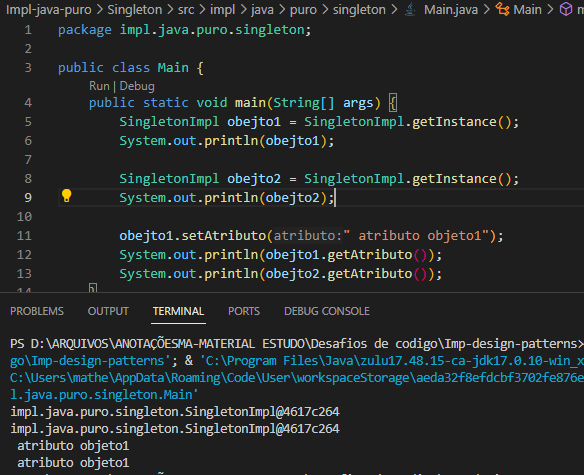 Impl-java-puro > Singleton > src > impl > java > puro > singleton > Main.java > Main >
1 package impl.java.puro.singleton;
2
3 public class Main {
Run | Debug
4 public static void main(String[] args) {
5 SingletonImpl obejto1 = SingletonImpl.getInstance();
6 System.out.println(obejto1);
7
8 SingletonImpl obejto2 = SingletonImpl.getInstance();
9 System.out.println(obejto2);
10
11 obejto1.setAtributo(atributo:" atributo objeto1");
12 System.out.println(obejto1.getAtributo());
13 System.out.println(obejto2.getAtributo());
14 }
PROBLEMS OUTPUT TERMINAL PORTS DEBUG CONSOLE
PS D:\ARQUIVOS\ANOTAÇÕESMA-MATERIAL ESTUDO\Desafios de codigo\Imp-design-patterns>
go\Imp-design-patterns'; & 'C:\Program Files\Java\zulu17.48.15-ca-jdk17.0.10-win_x
C:\Users\mathe\AppData\Roaming\Code\User\workspaceStorage\aeda32f8efdcbf3702fe876e
l.java.puro.singleton.Main'
impl.java.puro.singleton.SingletonImpl@4617c264
impl.java.puro.singleton.SingletonImpl@4617c264
atributo objeto1
atributo objeto1